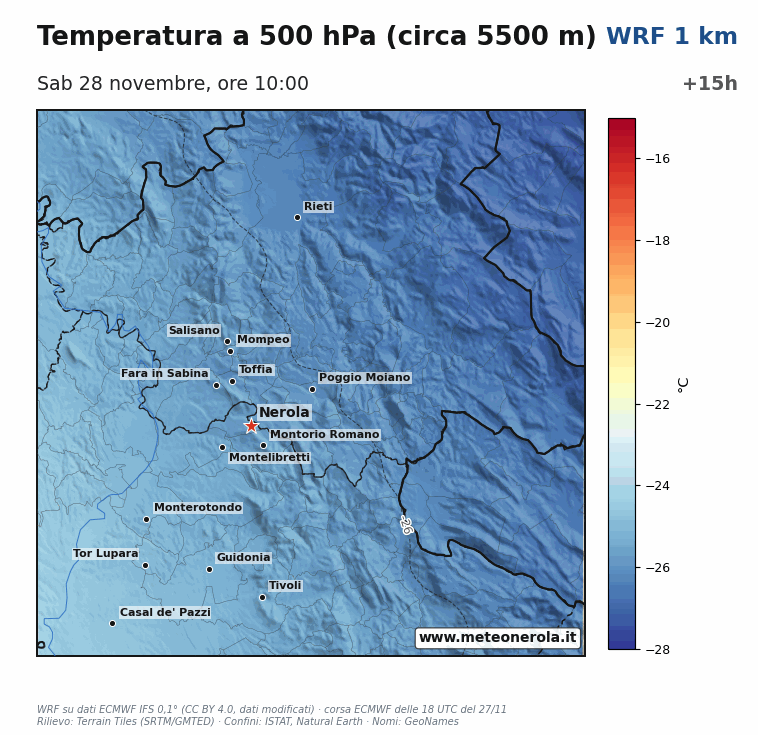 Temperatura a 500 hPa (circa 5500 m) WRF 1 km
Sab 28 novembre, ore 10:00 +15h
Rieti
Salisano
Mompeo
Toffia
Fara in Sabina
Poggio Moiano
Nerola
Montorio Romano
Montelibretti
Monterotondo
-26
Tor Lupara
Guidonia
Tivoli
Casal de' Pazzi
www.meteonerola.it
−16
−18
−20
−22
−24
−26
−28
°C
WRF su dati ECMWF IFS 0,1° (CC BY 4.0, dati modificati) · corsa ECMWF delle 18 UTC del 27/11
Rilievo: Terrain Tiles (SRTM/GMTED) · Confini: ISTAT, Natural Earth · Nomi: GeoNames